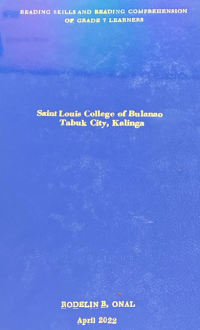 READING SKILLS AND READING COMPREHENSION
OF GRADE 7 LEARNERS
Saint Louis College of Bulanao
Tabuk City, Kalinga
RODELIN B. ONAL
April 2022